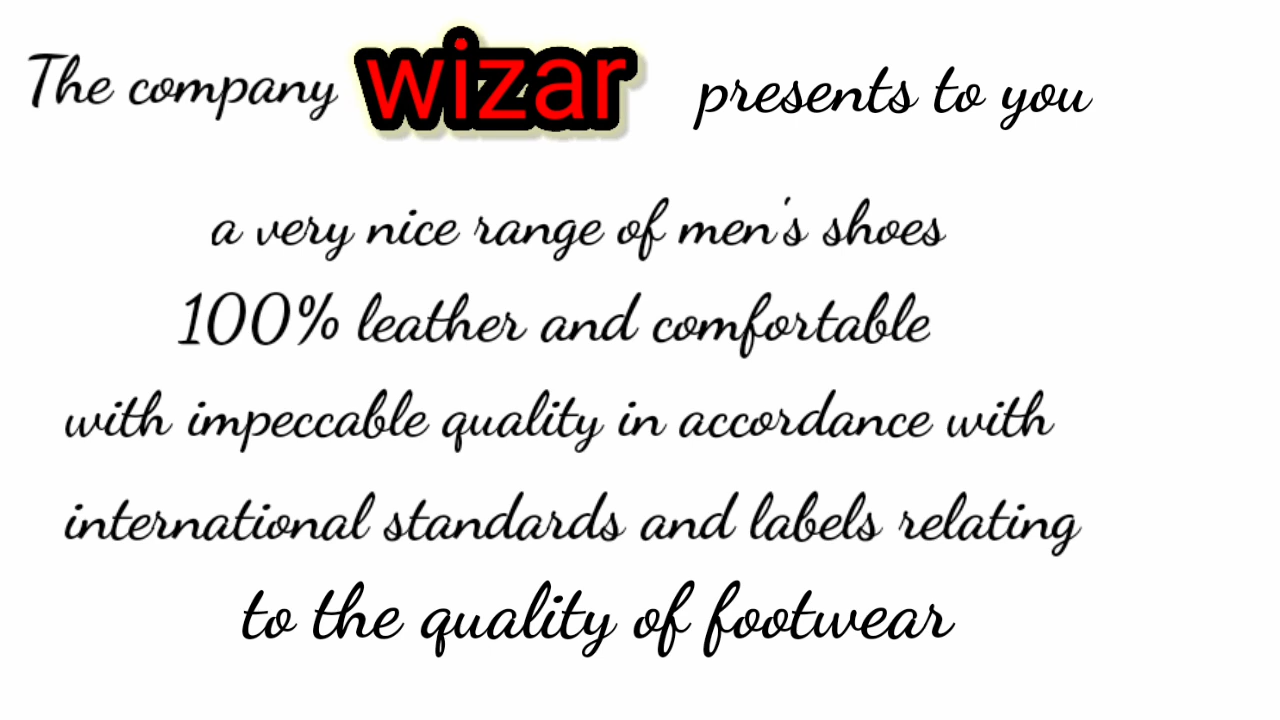 The company wizar presents to you
a very nice range of men's shoes
100% leather and comfortable
with impeccable quality in accordance with
international standards and labels relating
to the quality of footwear